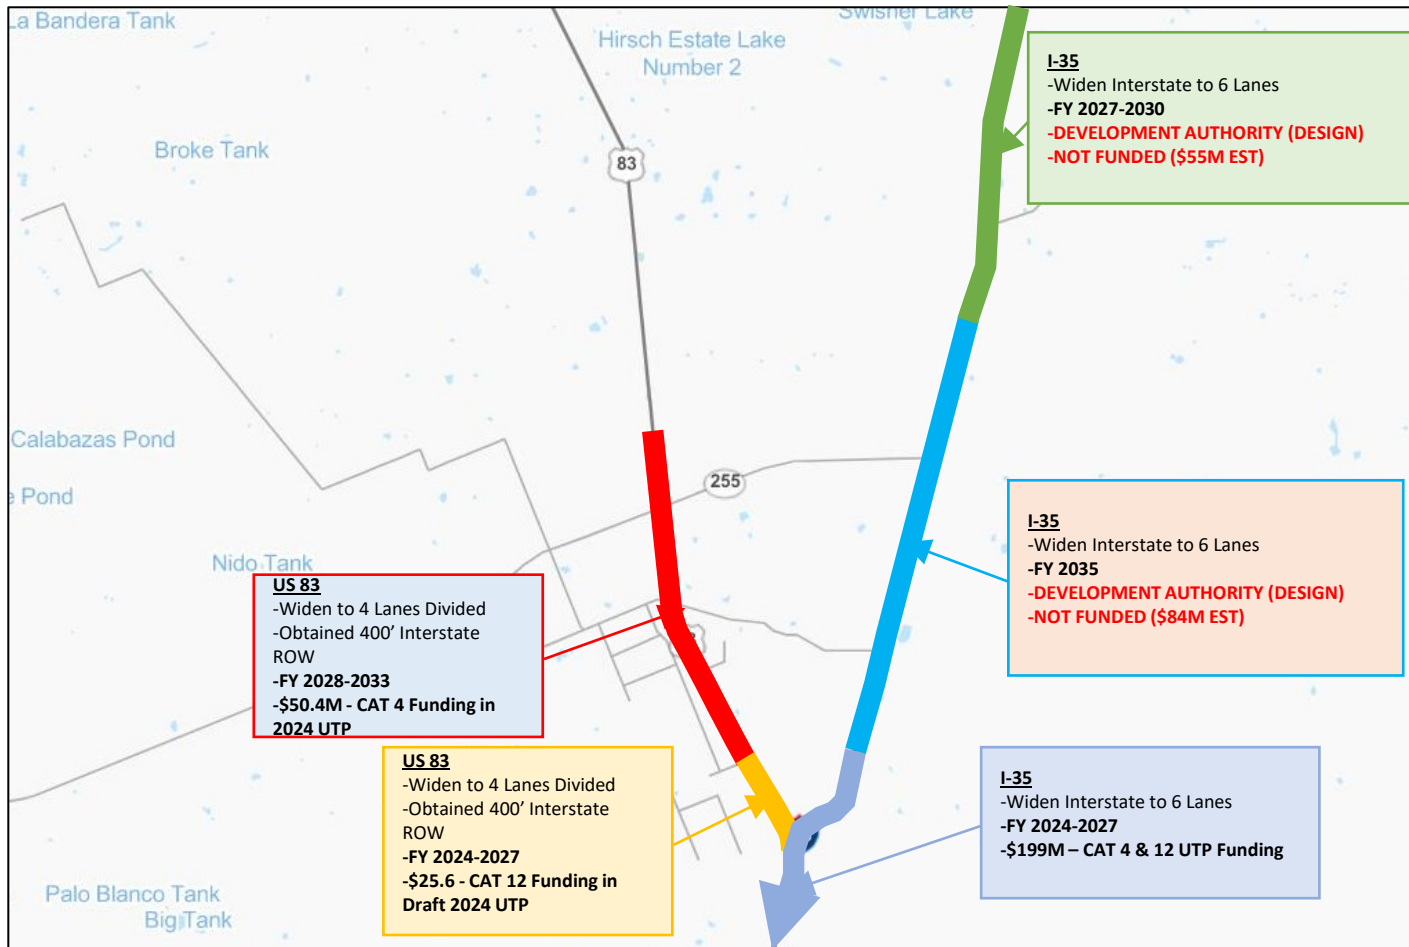 La Bandera Tank
Swisher Lake
Hirsch Estate Lake
Number 2
83
Broke Tank
I-35
-Widen Interstate to 6 Lanes
-FY 2027-2030
-DEVELOPMENT AUTHORITY (DESIGN)
-NOT FUNDED ($55M EST)
Calabazas Pond
255
Pond
Nido Tank
I-35
-Widen Interstate to 6 Lanes
-FY 2035
-DEVELOPMENT AUTHORITY (DESIGN)
-NOT FUNDED ($84M EST)
US 83
-Widen to 4 Lanes Divided
-Obtained 400’ Interstate
ROW
-FY 2028-2033
-$50.4M - CAT 4 Funding in
2024 UTP
US 83
-Widen to 4 Lanes Divided
-Obtained 400’ Interstate
ROW
-FY 2024-2027
-$25.6 - CAT 12 Funding in
Draft 2024 UTP
I-35
-Widen Interstate to 6 Lanes
-FY 2024-2027
-$199M – CAT 4 & 12 UTP Funding
Palo Blanco Tank
Big Tank